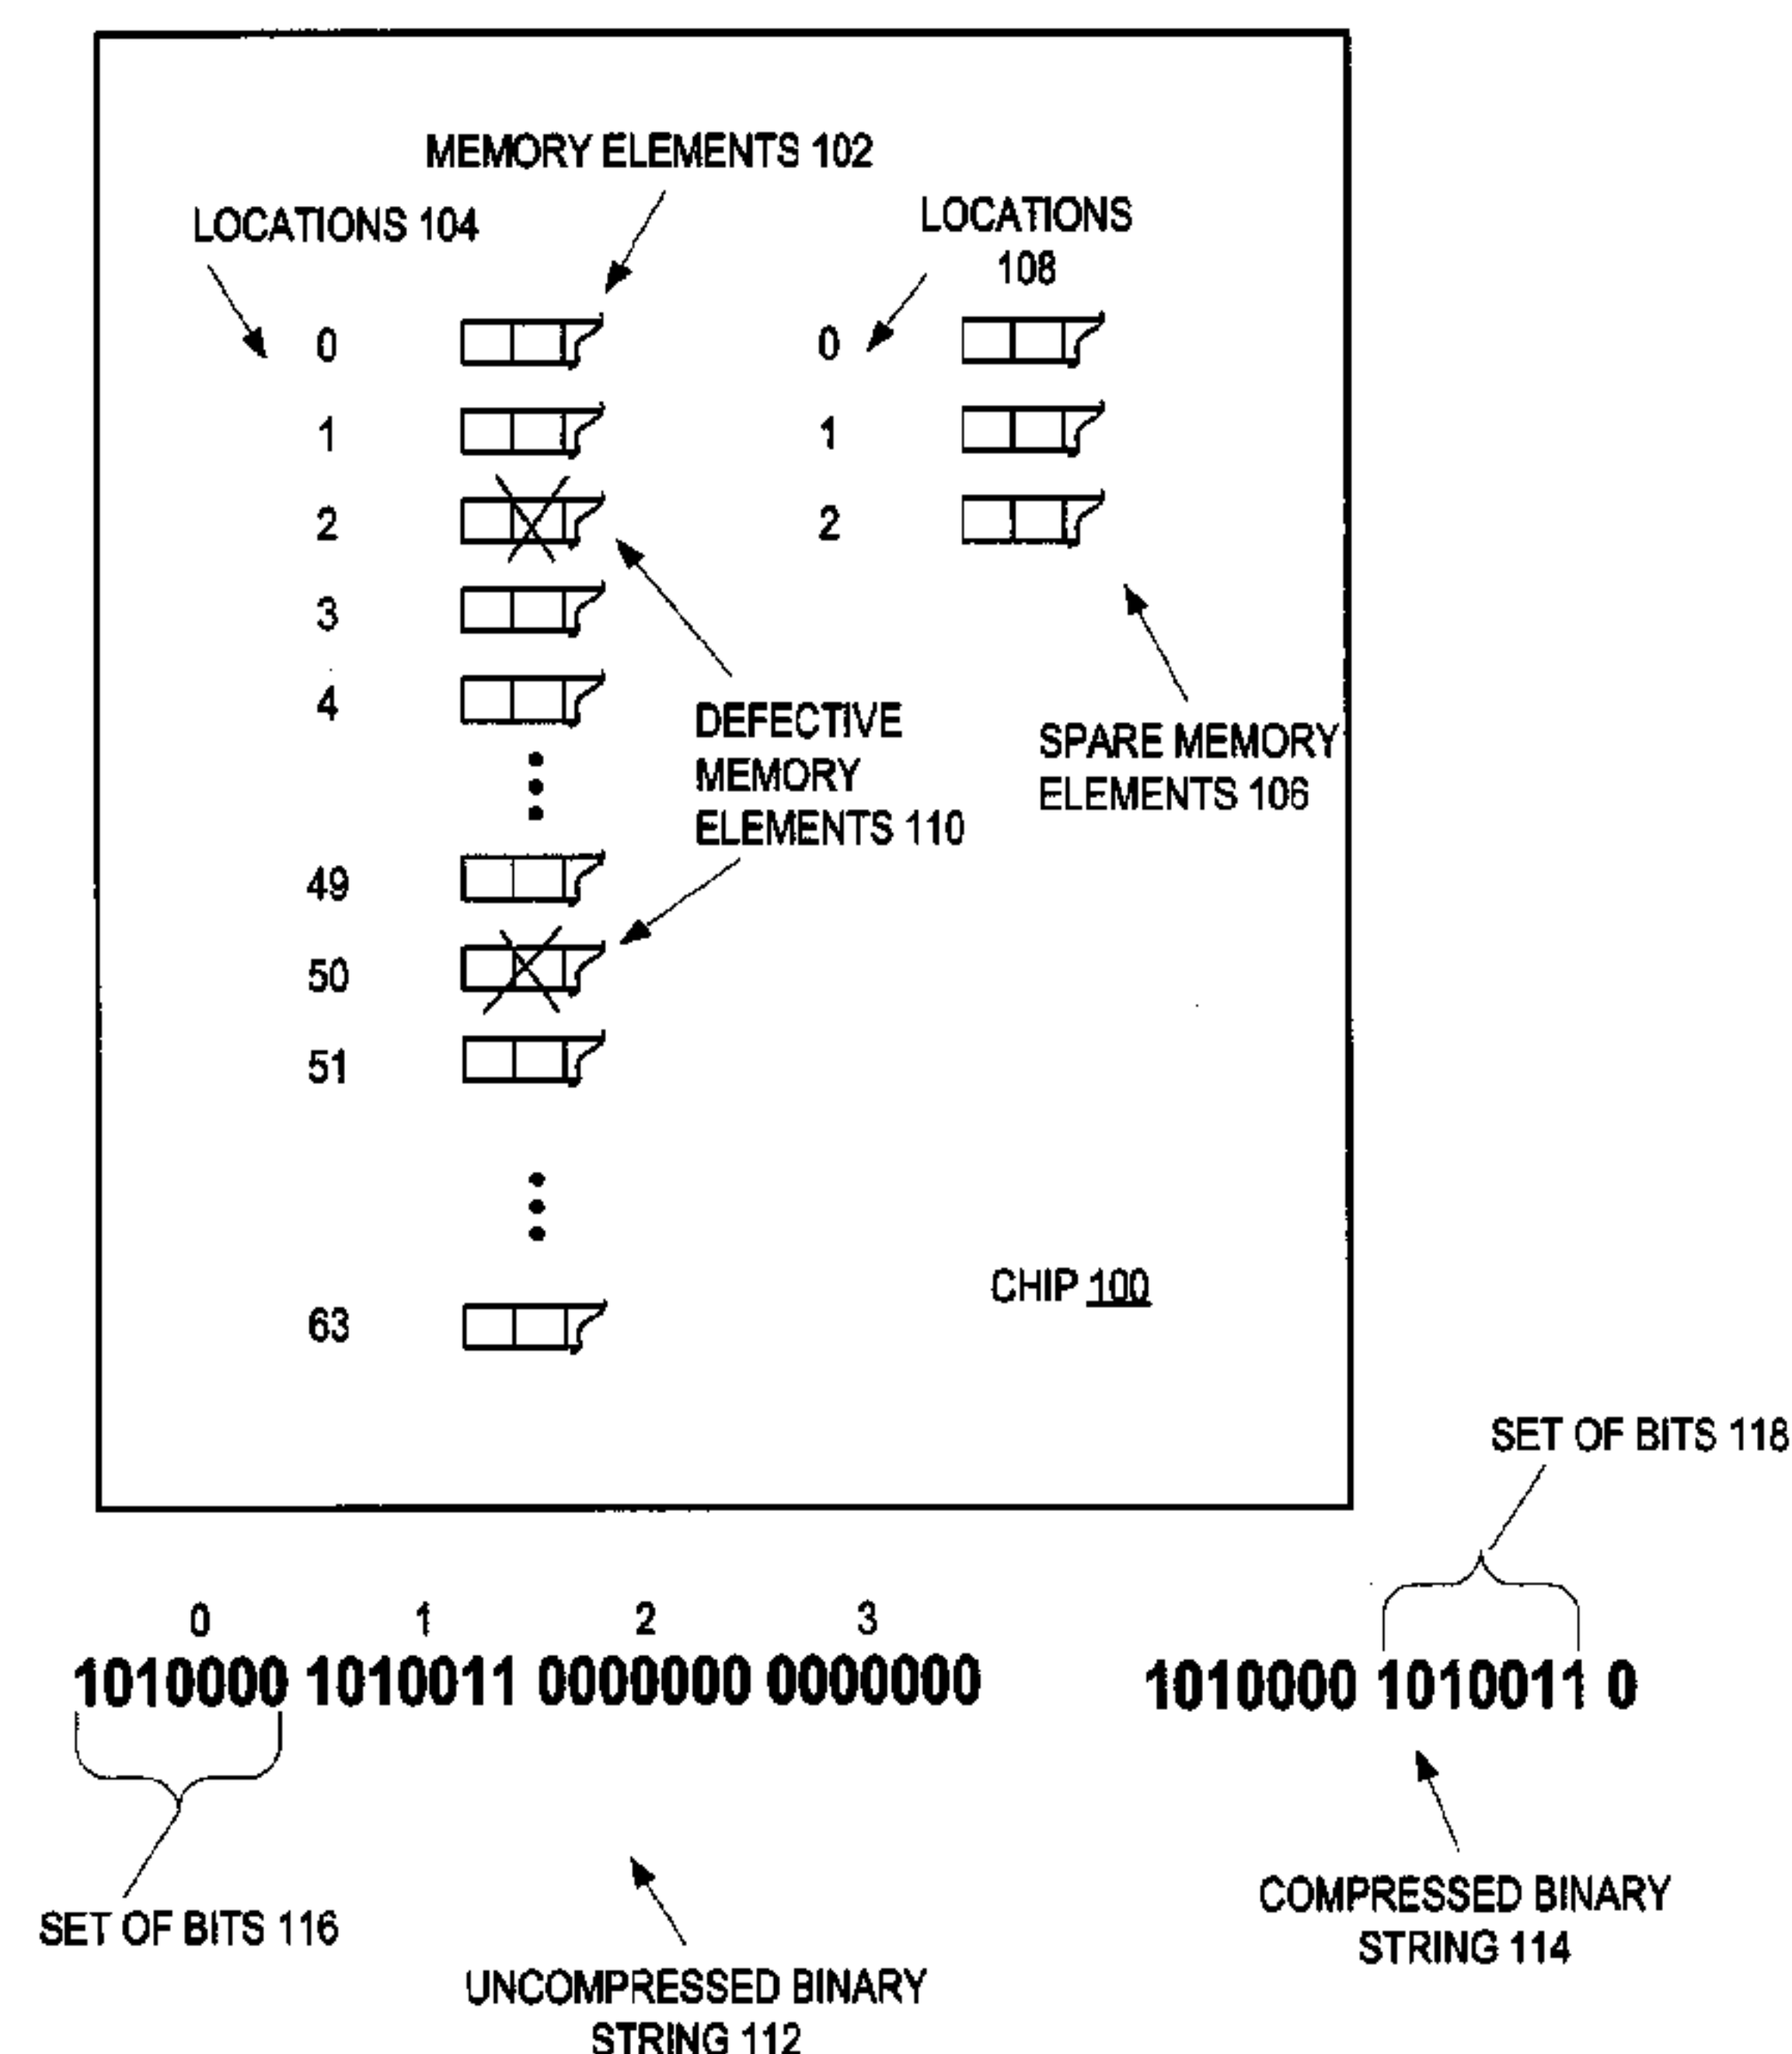 MEMORY ELEMENTS 102
LOCATIONS 104
LOCATIONS
108
0
0
1
1
2
2
3
4
DEFECTIVE
MEMORY
ELEMENTS 110
SPARE MEMORY
ELEMENTS 106
49
50
51
CHIP 100
63
SET OF BITS 118
0 1 2 3
1010000 1010011 0000000 0000000
1010000 1010011 0
SET OF BITS 116
UNCOMPRESSED BINARY
STRING 112
COMPRESSED BINARY
STRING 114